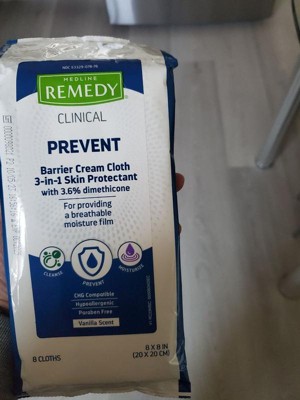 MEDLINE
REMEDY
CLINICAL
PREVENT
Barrier Cream Cloth
3-in-1 Skin Protectant
with 3.6% dimethicone
For providing
a breathable
moisture film
CLEANSE
PREVENT
MOISTURIZE
CHG Compatible
Hypoallergenic
Paraben Free
Vanilla Scent
8 CLOTHS
8 X 8 IN
(20 X 20 CM)